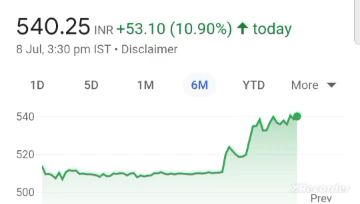 540.25 INR +53.10 (10.90%) ↑ today
8 Jul, 3:30 pm IST • Disclaimer
1D 5D 1M 6M YTD More ▼
540
520
500
XRecorder
Prev